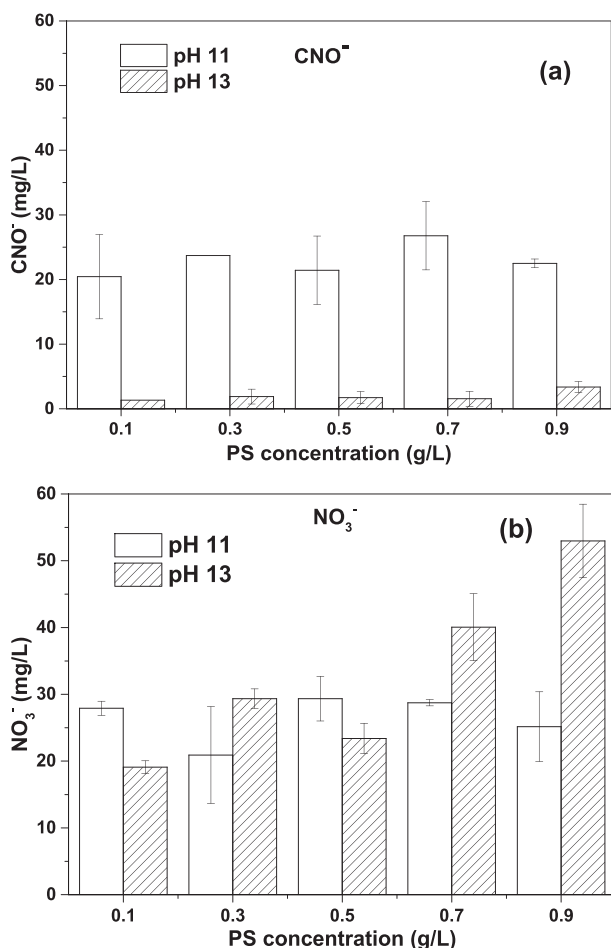 60
50
40
30
20
10
0
CNO⁻ (mg/L)
pH 11
pH 13
CNO⁻
(a)
0.1 0.3 0.5 0.7 0.9
PS concentration (g/L)
60
50
40
30
20
10
0
NO₃⁻ (mg/L)
NO₃⁻
(b)
pH 11
pH 13
0.1 0.3 0.5 0.7 0.9
PS concentration (g/L)